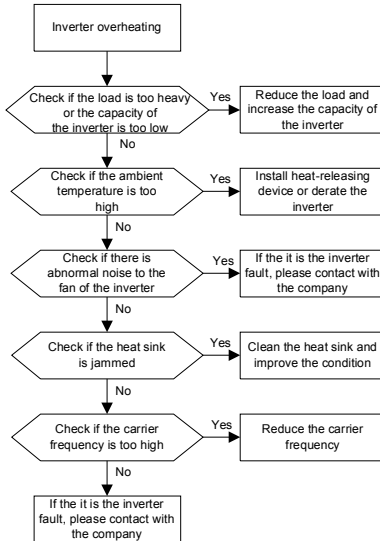 Inverter overheating
Check if the load is too heavy
or the capacity of
the inverter is too low
Yes
Reduce the load and
increase the capacity of
the inverter
No
Check if the ambient
temperature is too
high
Yes
Install heat-releasing
device or derate the
inverter
No
Check if there is
abnormal noise to the
fan of the inverter
Yes
If the it is the inverter
fault, please contact with
the company
No
Check if the heat sink
is jammed
Yes
Clean the heat sink and
improve the condition
No
Check if the carrier
frequency is too high
Yes
Reduce the carrier
frequency
No
If the it is the inverter
fault, please contact with
the company